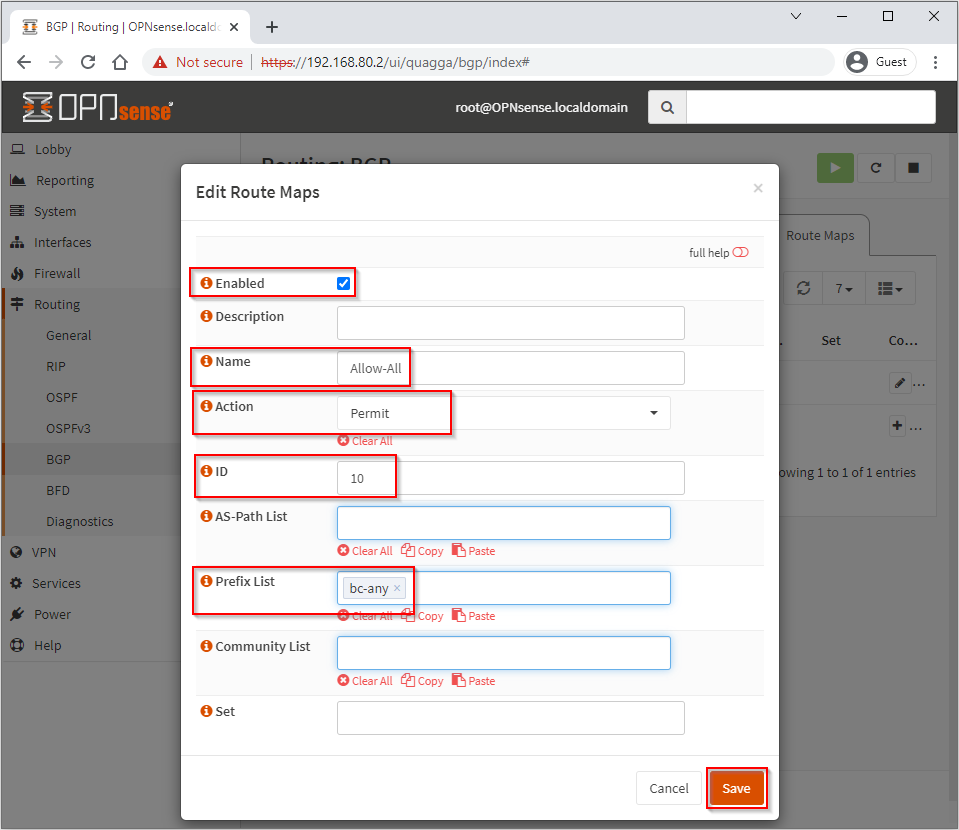 BGP | Routing | OPNsense.localdo
Not secure
https://192.168.80.2/ui/quagga/bgp/index#
Guest
OPNsense
root@OPNsense.localdomain
Lobby
Reporting
System
Interfaces
Firewall
Routing
General
RIP
OSPF
OSPFv3
BGP
BFD
Diagnostics
VPN
Services
Power
Help
Routing: BGP
Route Maps
7
Set
Co...
owing 1 to 1 of 1 entries
Edit Route Maps
full help
Enabled
Description
Name
Allow-All
Action
Permit
Clear All
ID
10
AS-Path List
Clear All Copy Paste
Prefix List
bc-any ×
Clear All Copy Paste
Community List
Clear All Copy Paste
Set
Cancel
Save